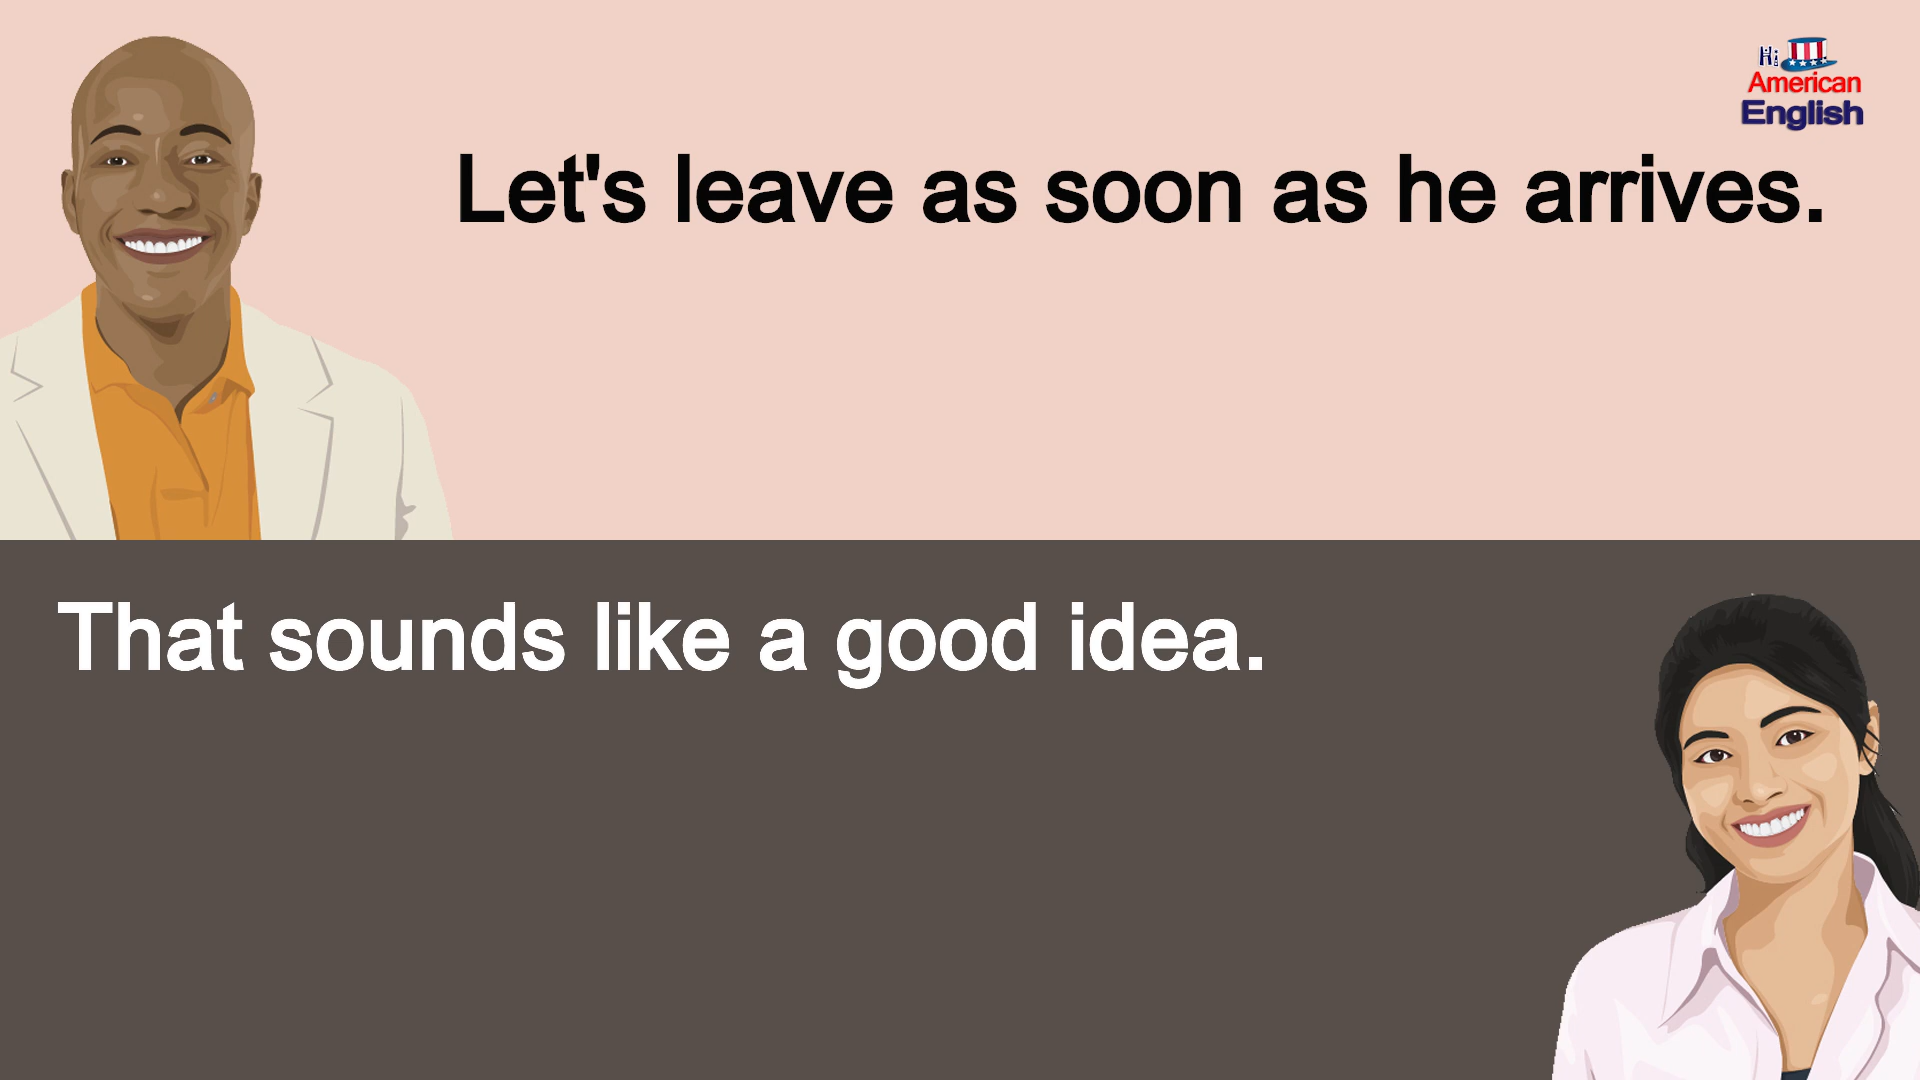 Hi
American
English
Let's leave as soon as he arrives.
That sounds like a good idea.